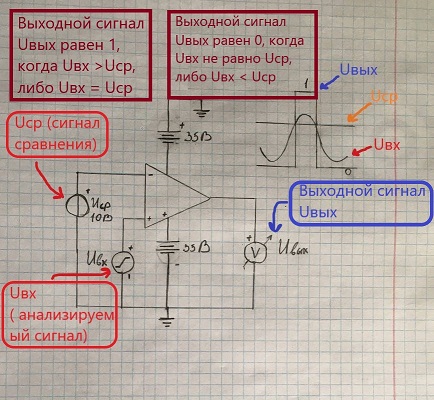 Выходной сигнал
Uвых равен 1,
когда Uвх >Uср,
либо Uвх = Uср
Выходной сигнал
Uвых равен 0, когда
Uвх не равно Uср,
либо Uвх < Uср
Uвых
1
Uср
Uвх
0
Uср (сигнал
сравнения)
35В
Uср
10В
Выходной сигнал
Uвых
35В
Uвх
V
Uвых
Uвх
( анализируем
ый сигнал)